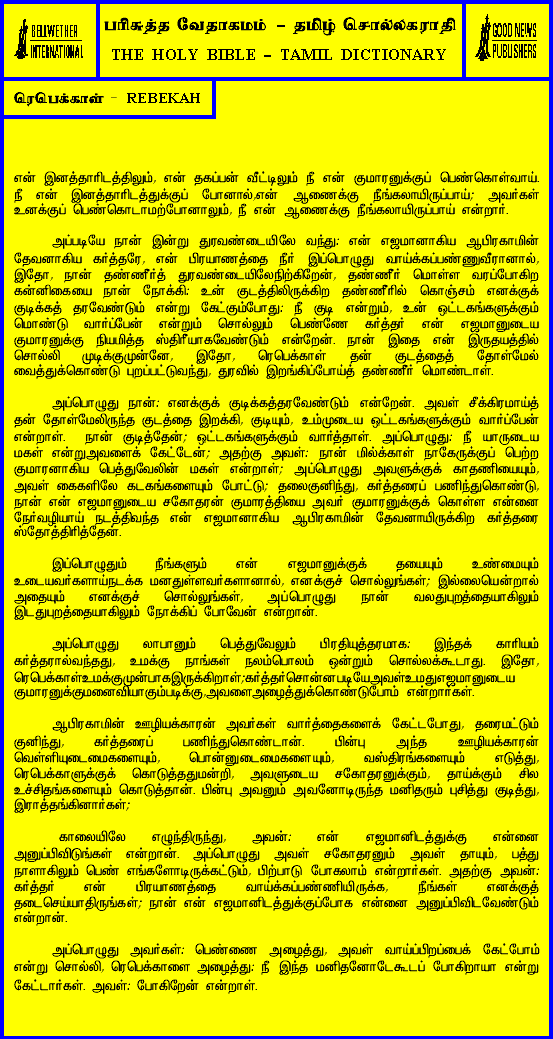 BELLWETHER
INTERNATIONAL
பரிசுத்த வேதாகமம் - தமிழ் சொல்லகராதி
THE HOLY BIBLE - TAMIL DICTIONARY
GOOD NEWS
PUBLISHERS
ரெபெக்காள் - REBEKAH
என் இனத்தாரிடத்திலும், என் தகப்பன் வீட்டிலும் நீ என் குமாரனுக்குப் பெண்கொள்வாய்.
நீ என் இனத்தாரிடத்துக்குப் போனால்,என் ஆணைக்கு நீங்கலாயிருப்பாய்; அவர்கள்
உனக்குப் பெண்கொடாமற்போனாலும், நீ என் ஆணைக்கு நீங்கலாயிருப்பாய் என்றார்.
அப்படியே நான் இன்று துரவண்டையிலே வந்து: என் எஜமானாகிய ஆபிரகாமின்
தேவனாகிய கர்த்தரே, என் பிரயாணத்தை நீர் இப்பொழுது வாய்க்கப்பண்ணுவீரானால்,
இதோ, நான் தண்ணீர்த் துரவண்டையிலேநிற்கிறேன், தண்ணீர் மொள்ள வரப்போகிற
கன்னிகையை நான் நோக்கி: உன் குடத்திலிருக்கிற தண்ணீரில் கொஞ்சம் எனக்குக்
குடிக்கத் தரவேண்டும் என்று கேட்கும்போது: நீ குடி என்றும், உன் ஒட்டகங்களுக்கும்
மொண்டு வார்ப்பேன் என்றும் சொல்லும் பெண்ணே கர்த்தர் என் எஜமானுடைய
குமாரனுக்கு நியமித்த ஸ்திரீயாகவேண்டும் என்றேன். நான் இதை என் இருதயத்தில்
சொல்லி முடிக்குமுன்னே, இதோ, ரெபெக்காள் தன் குடத்தைத் தோள்மேல்
வைத்துக்கொண்டு புறப்பட்டுவந்து, துரவில் இறங்கிப்போய்த் தண்ணீர் மொண்டாள்.
அப்பொழுது நான்: எனக்குக் குடிக்கத்தரவேண்டும் என்றேன். அவள் சீக்கிரமாய்த்
தன் தோள்மேலிருந்த குடத்தை இறக்கி, குடியும், உம்முடைய ஒட்டகங்களுக்கும் வார்ப்பேன்
என்றாள். நான் குடித்தேன்; ஒட்டகங்களுக்கும் வார்த்தாள். அப்பொழுது: நீ யாருடைய
மகள் என்றுஅவளைக் கேட்டேன்; அதற்கு அவள்: நான் மில்க்காள் நாகோருக்குப் பெற்ற
குமாரனாகிய பெத்துவேலின் மகள் என்றாள்; அப்பொழுது அவளுக்குக் காதணியையும்,
அவள் கைகளிலே கடகங்களையும் போட்டு; தலைகுனிந்து, கர்த்தரைப் பணிந்துகொண்டு,
நான் என் எஜமானுடைய சகோதரன் குமாரத்தியை அவர் குமாரனுக்குக் கொள்ள என்னை
நேர்வழியாய் நடத்திவந்த என் எஜமானாகிய ஆபிரகாமின் தேவனாயிருக்கிற கர்த்தரை
ஸ்தோத்திரித்தேன்.
இப்பொழுதும் நீங்களும் என் எஜமானுக்குக் தயையும் உண்மையும்
உடையவர்களாய்நடக்க மனதுள்ளவர்களானால், எனக்குச் சொல்லுங்கள்; இல்லையென்றால்
அதையும் எனக்குச் சொல்லுங்கள், அப்பொழுது நான் வலதுபுறத்தையாகிலும்
இடதுபுறத்தையாகிலும் நோக்கிப் போவேன் என்றான்.
அப்பொழுது லாபானும் பெத்துவேலும் பிரதியுத்தரமாக: இந்தக் காரியம்
கர்த்தரால்வந்தது, உமக்கு நாங்கள் நலம்பொலம் ஒன்றும் சொல்லக்கூடாது. இதோ,
ரெபெக்காள்உமக்குமுன்பாகஇருக்கிறாள்;கர்த்தர்சொன்னபடியேஅவள்உமதுஎஜமானுடைய
குமாரனுக்குமனைவியாகும்படிக்கு,அவளைஅழைத்துக்கொண்டுபோம் என்றார்கள்.
ஆபிரகாமின் ஊழியக்காரன் அவர்கள் வார்த்தைகளைக் கேட்டபோது, தரைமட்டும்
குனிந்து, கர்த்தரைப் பணிந்துகொண்டான். பின்பு அந்த ஊழியக்காரன்
வெள்ளியுடைமைகளையும், பொன்னுடைமைகளையும், வஸ்திரங்களையும் எடுத்து,
ரெபெக்காளுக்குக் கொடுத்ததுமன்றி, அவளுடைய சகோதரனுக்கும், தாய்க்கும் சில
உச்சிதங்களையும் கொடுத்தான். பின்பு அவனும் அவனோடிருந்த மனிதரும் புசித்து குடித்து,
இராத்தங்கினார்கள்;
காலையிலே எழுந்திருந்து, அவன்: என் எஜமானிடத்துக்கு என்னை
அனுப்பிவிடுங்கள் என்றான். அப்பொழுது அவள் சகோதரனும் அவள் தாயும், பத்து
நாளாகிலும் பெண் எங்களோடிருக்கட்டும், பிற்பாடு போகலாம் என்றார்கள். அதற்கு அவன்:
கர்த்தர் என் பிரயாணத்தை வாய்க்கப்பண்ணியிருக்க, நீங்கள் எனக்குத்
தடைசெய்யாதிருங்கள்; நான் என் எஜமானிடத்துக்குப்போக என்னை அனுப்பிவிடவேண்டும்
என்றான்.
அப்பொழுது அவர்கள்: பெண்ணை அழைத்து, அவள் வாய்ப்பிறப்பைக் கேட்போம்
என்று சொல்லி, ரெபெக்காளை அழைத்து: நீ இந்த மனிதனோடேகூடப் போகிறாயா என்று
கேட்டார்கள். அவள்: போகிறேன் என்றாள்.